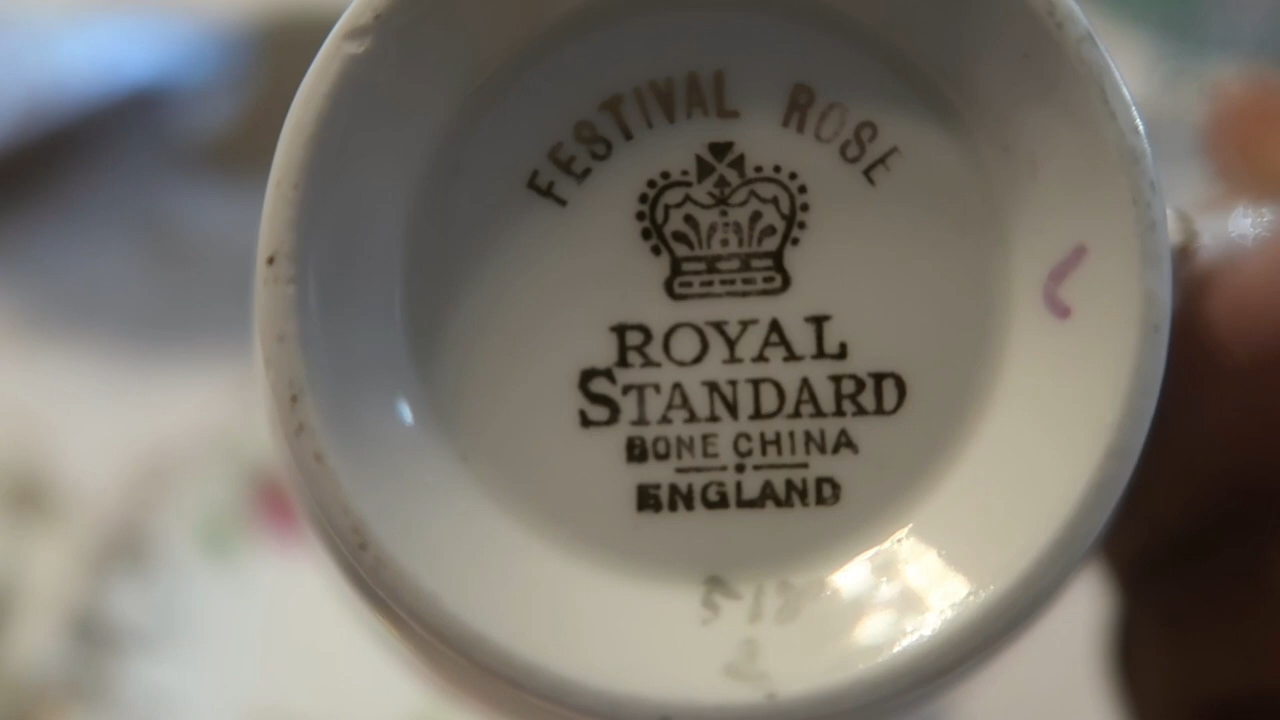 FESTIVAL ROSE
ROYAL
STANDARD
BONE CHINA
ENGLAND